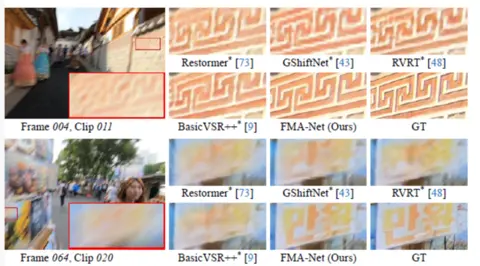 Restormer* [73] GShiftNet* [43] RVRT* [48]
Frame 004, Clip 011 BasicVSR++* [9] FMA-Net (Ours) GT
Restormer* [73] GShiftNet* [43] RVRT* [48]
Frame 064, Clip 020 BasicVSR++* [9] FMA-Net (Ours) GT